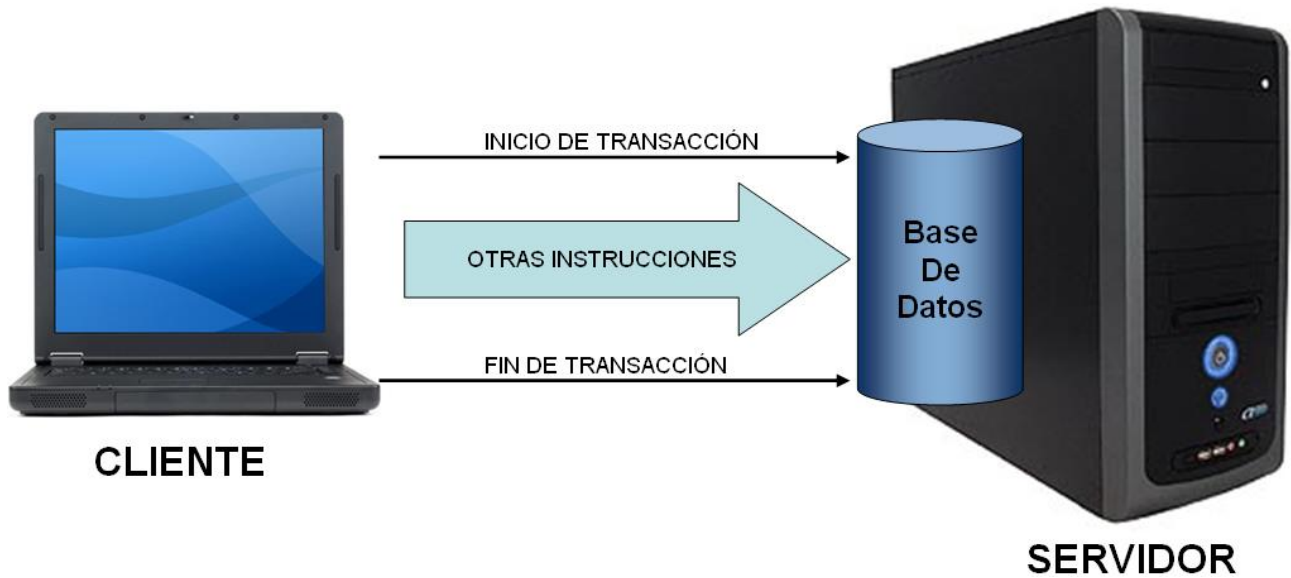 INICIO DE TRANSACCIÓN
OTRAS INSTRUCCIONES
FIN DE TRANSACCIÓN
Base
De
Datos
CLIENTE
SERVIDOR